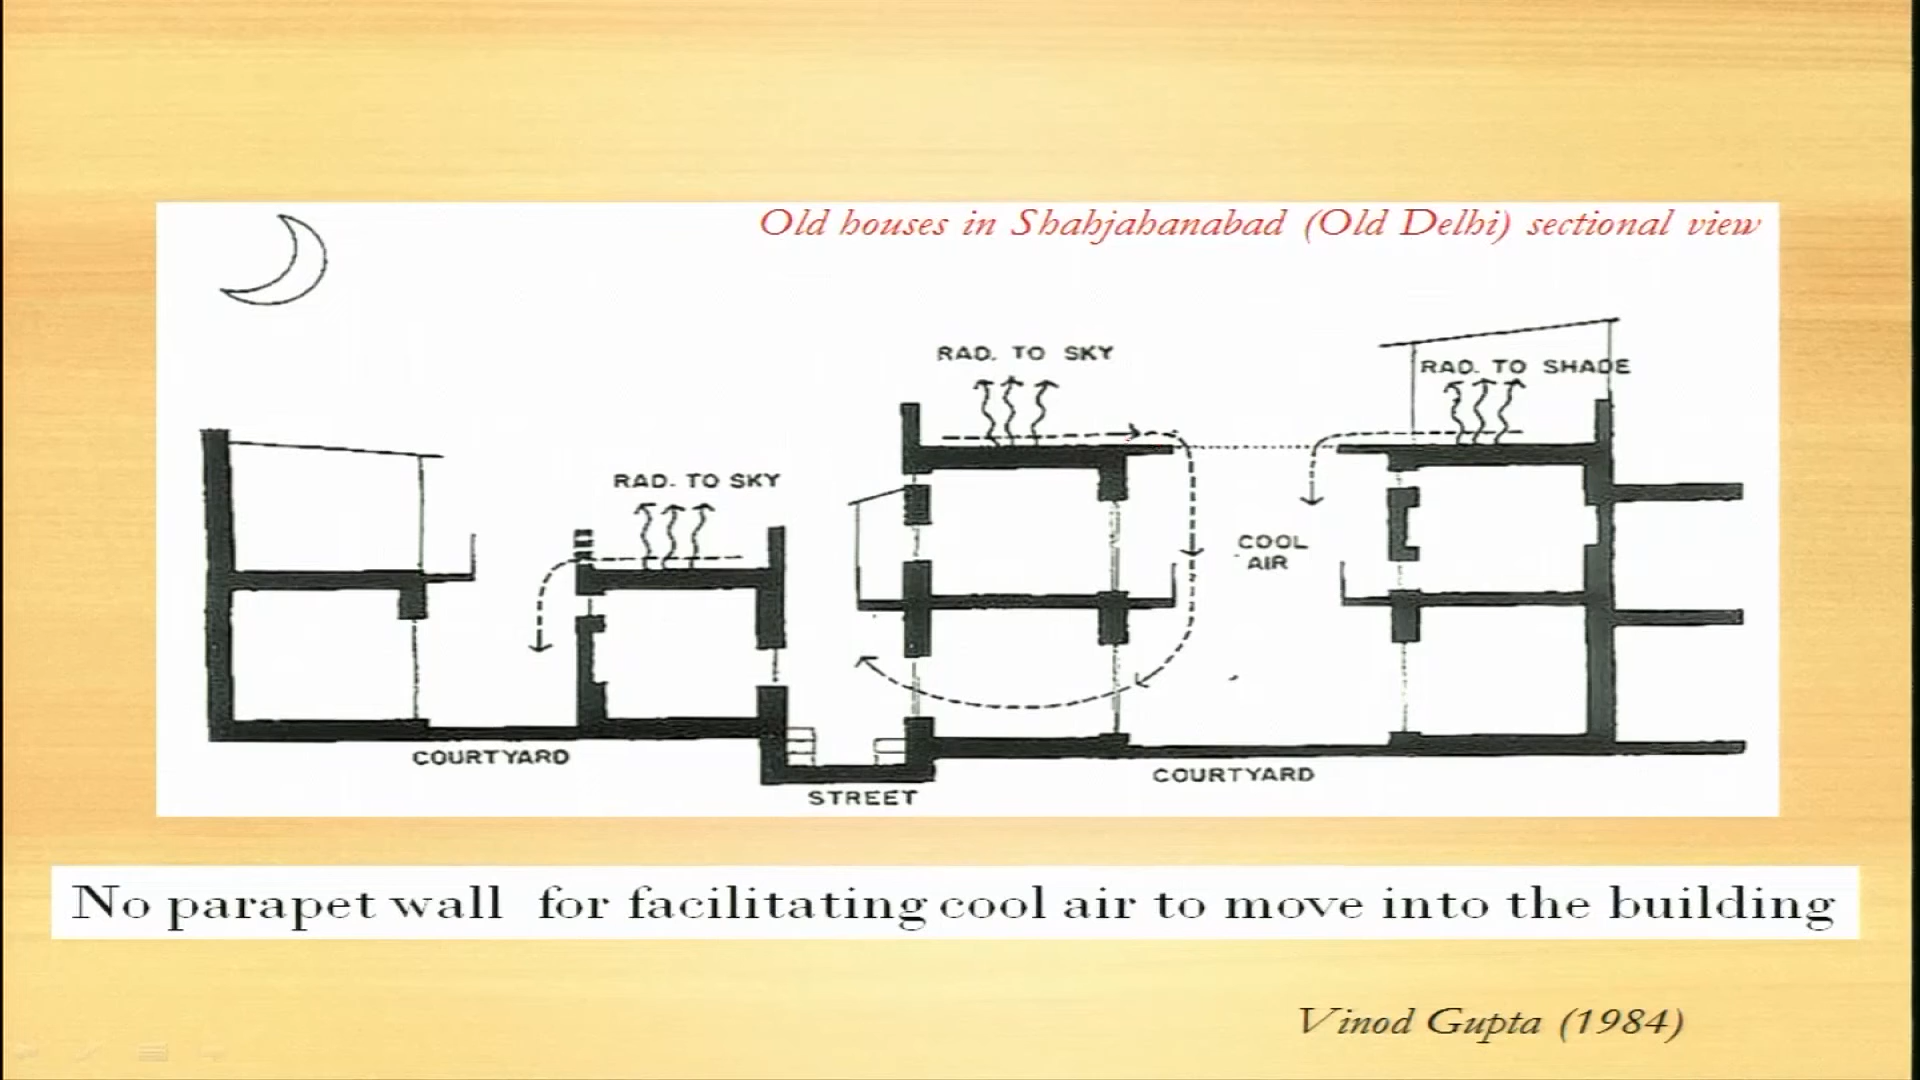 Old houses in Shahjahanabad (Old Delhi) sectional view
RAD. TO SKY
RAD. TO SHADE
RAD. TO SKY
COOL
AIR
COURTYARD
COURTYARD
STREET
No parapet wall for facilitating cool air to move into the building
Vinod Gupta (1984)